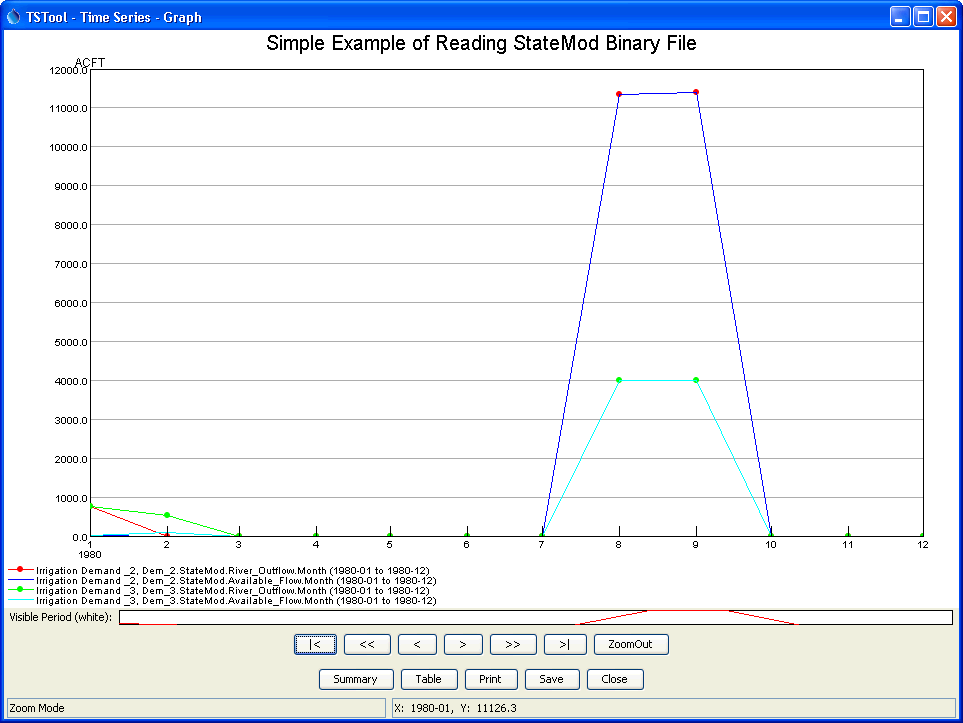 TSTool - Time Series - Graph
Simple Example of Reading StateMod Binary File
ACFT
12000.0
11000.0
10000.0
9000.0
8000.0
7000.0
6000.0
5000.0
4000.0
3000.0
2000.0
1000.0
0.0
1 2 3 4 5 6 7 8 9 10 11 12
1980
Irrigation Demand _2, Dem_2.StateMod.River_Outflow.Month (1980-01 to 1980-12)
Irrigation Demand _2, Dem_2.StateMod.Available_Flow.Month (1980-01 to 1980-12)
Irrigation Demand _3, Dem_3.StateMod.River_Outflow.Month (1980-01 to 1980-12)
Irrigation Demand _3, Dem_3.StateMod.Available_Flow.Month (1980-01 to 1980-12)
Visible Period (white):
|< << < > >> >| ZoomOut
Summary Table Print Save Close
Zoom Mode X: 1980-01, Y: 11126.3